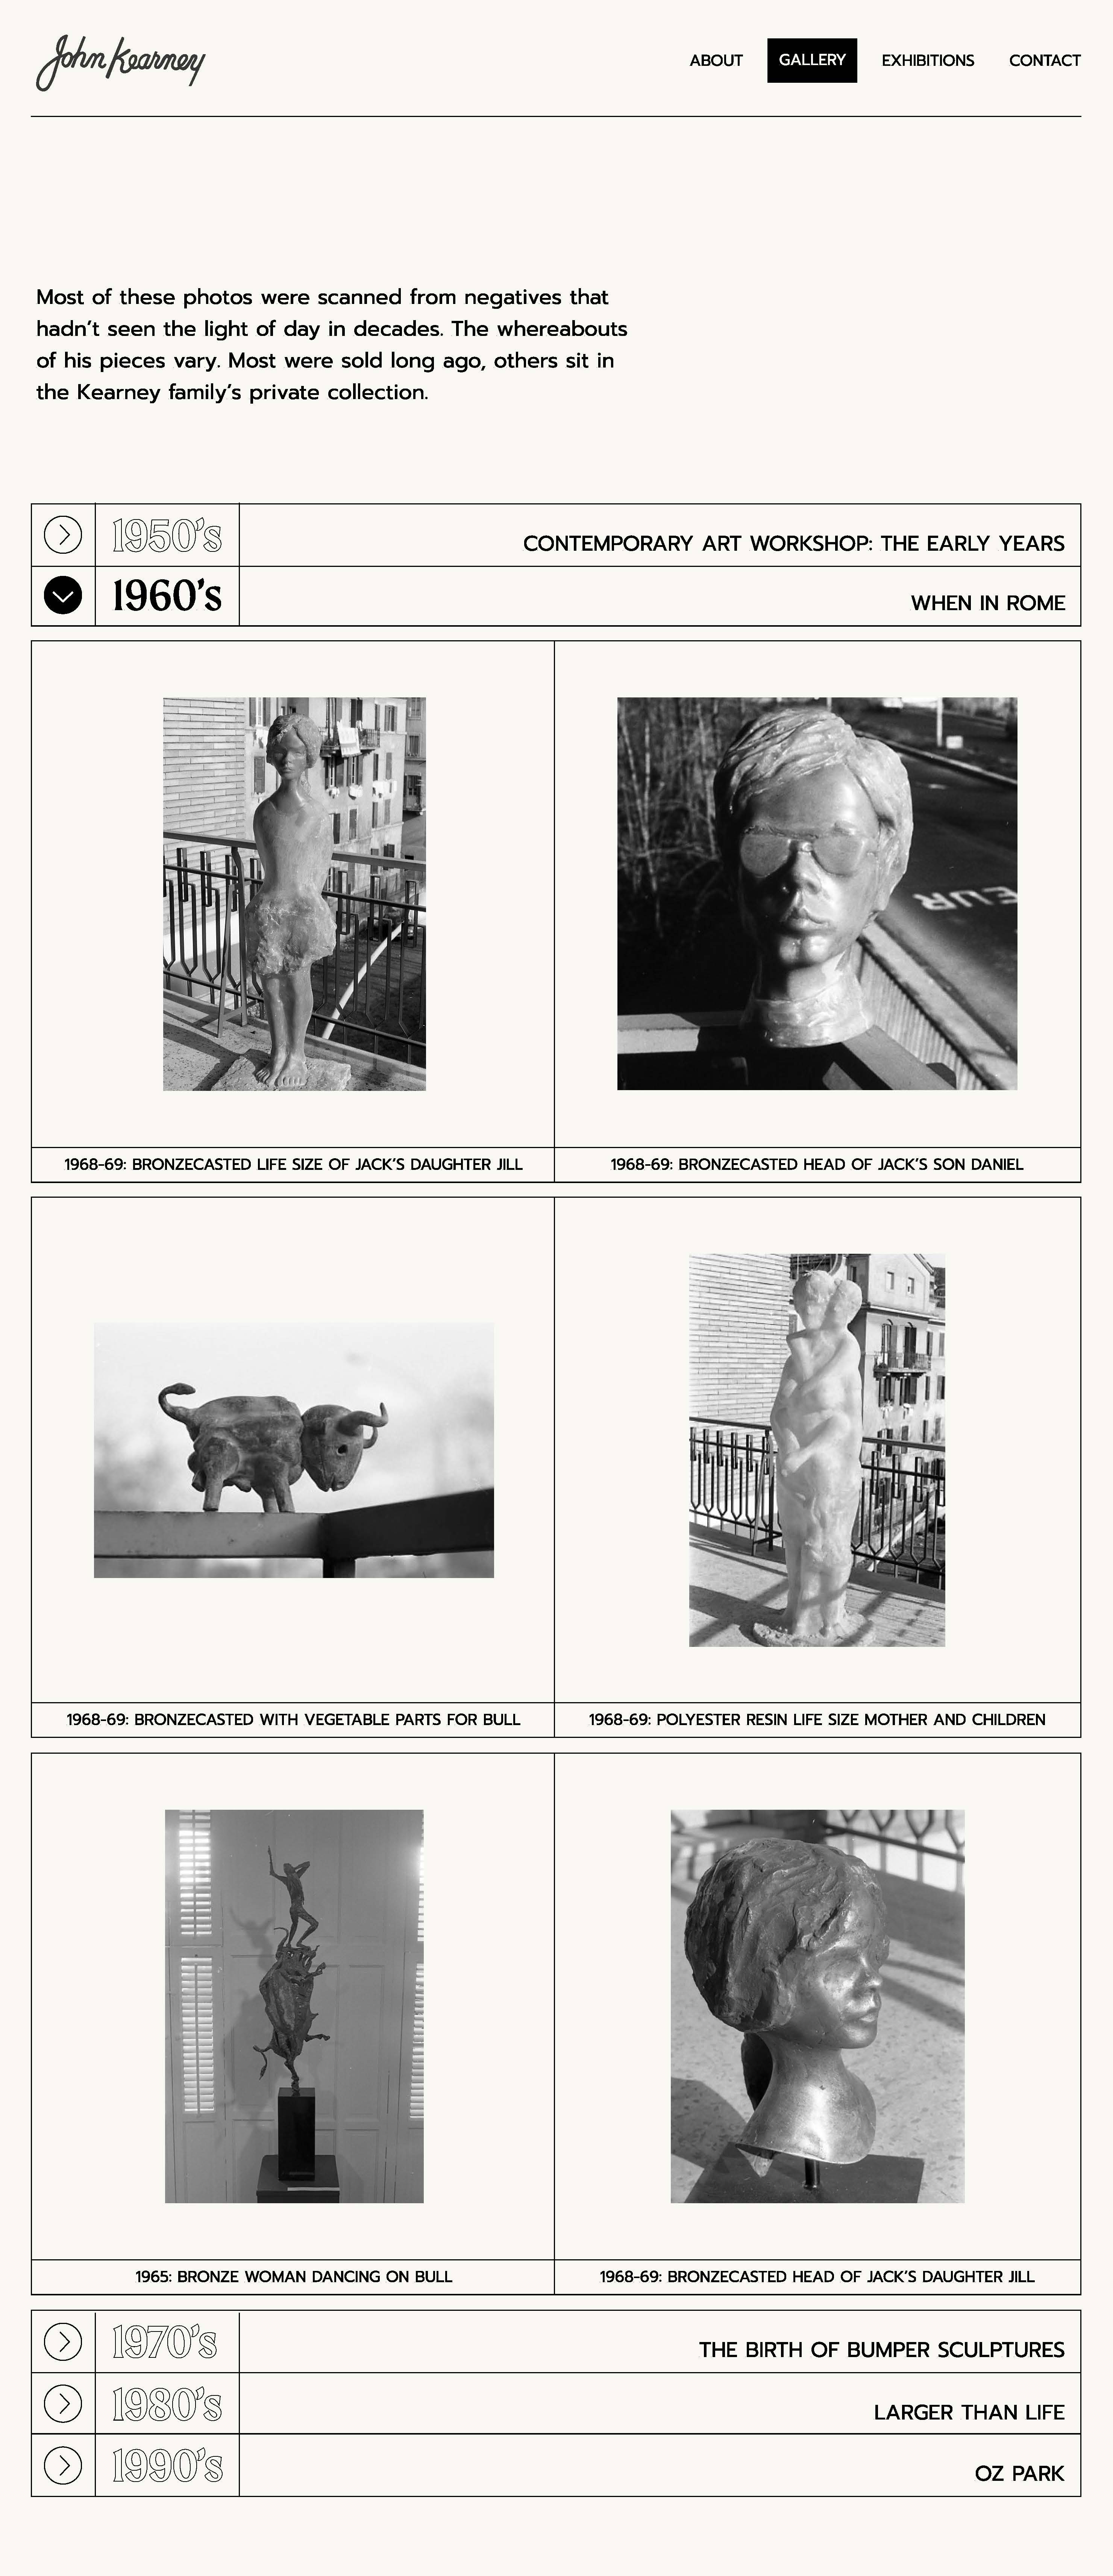 John Kearney
ABOUT GALLERY EXHIBITIONS CONTACT
Most of these photos were scanned from negatives that
hadn’t seen the light of day in decades. The whereabouts
of his pieces vary. Most were sold long ago, others sit in
the Kearney family’s private collection.
1950’s CONTEMPORARY ART WORKSHOP: THE EARLY YEARS
1960’s WHEN IN ROME
EUR
1968-69: BRONZECASTED LIFE SIZE OF JACK’S DAUGHTER JILL
1968-69: BRONZECASTED HEAD OF JACK’S SON DANIEL
1968-69: BRONZECASTED WITH VEGETABLE PARTS FOR BULL
1968-69: POLYESTER RESIN LIFE SIZE MOTHER AND CHILDREN
1965: BRONZE WOMAN DANCING ON BULL
1968-69: BRONZECASTED HEAD OF JACK’S DAUGHTER JILL
1970’s THE BIRTH OF BUMPER SCULPTURES
1980’s LARGER THAN LIFE
1990’s OZ PARK